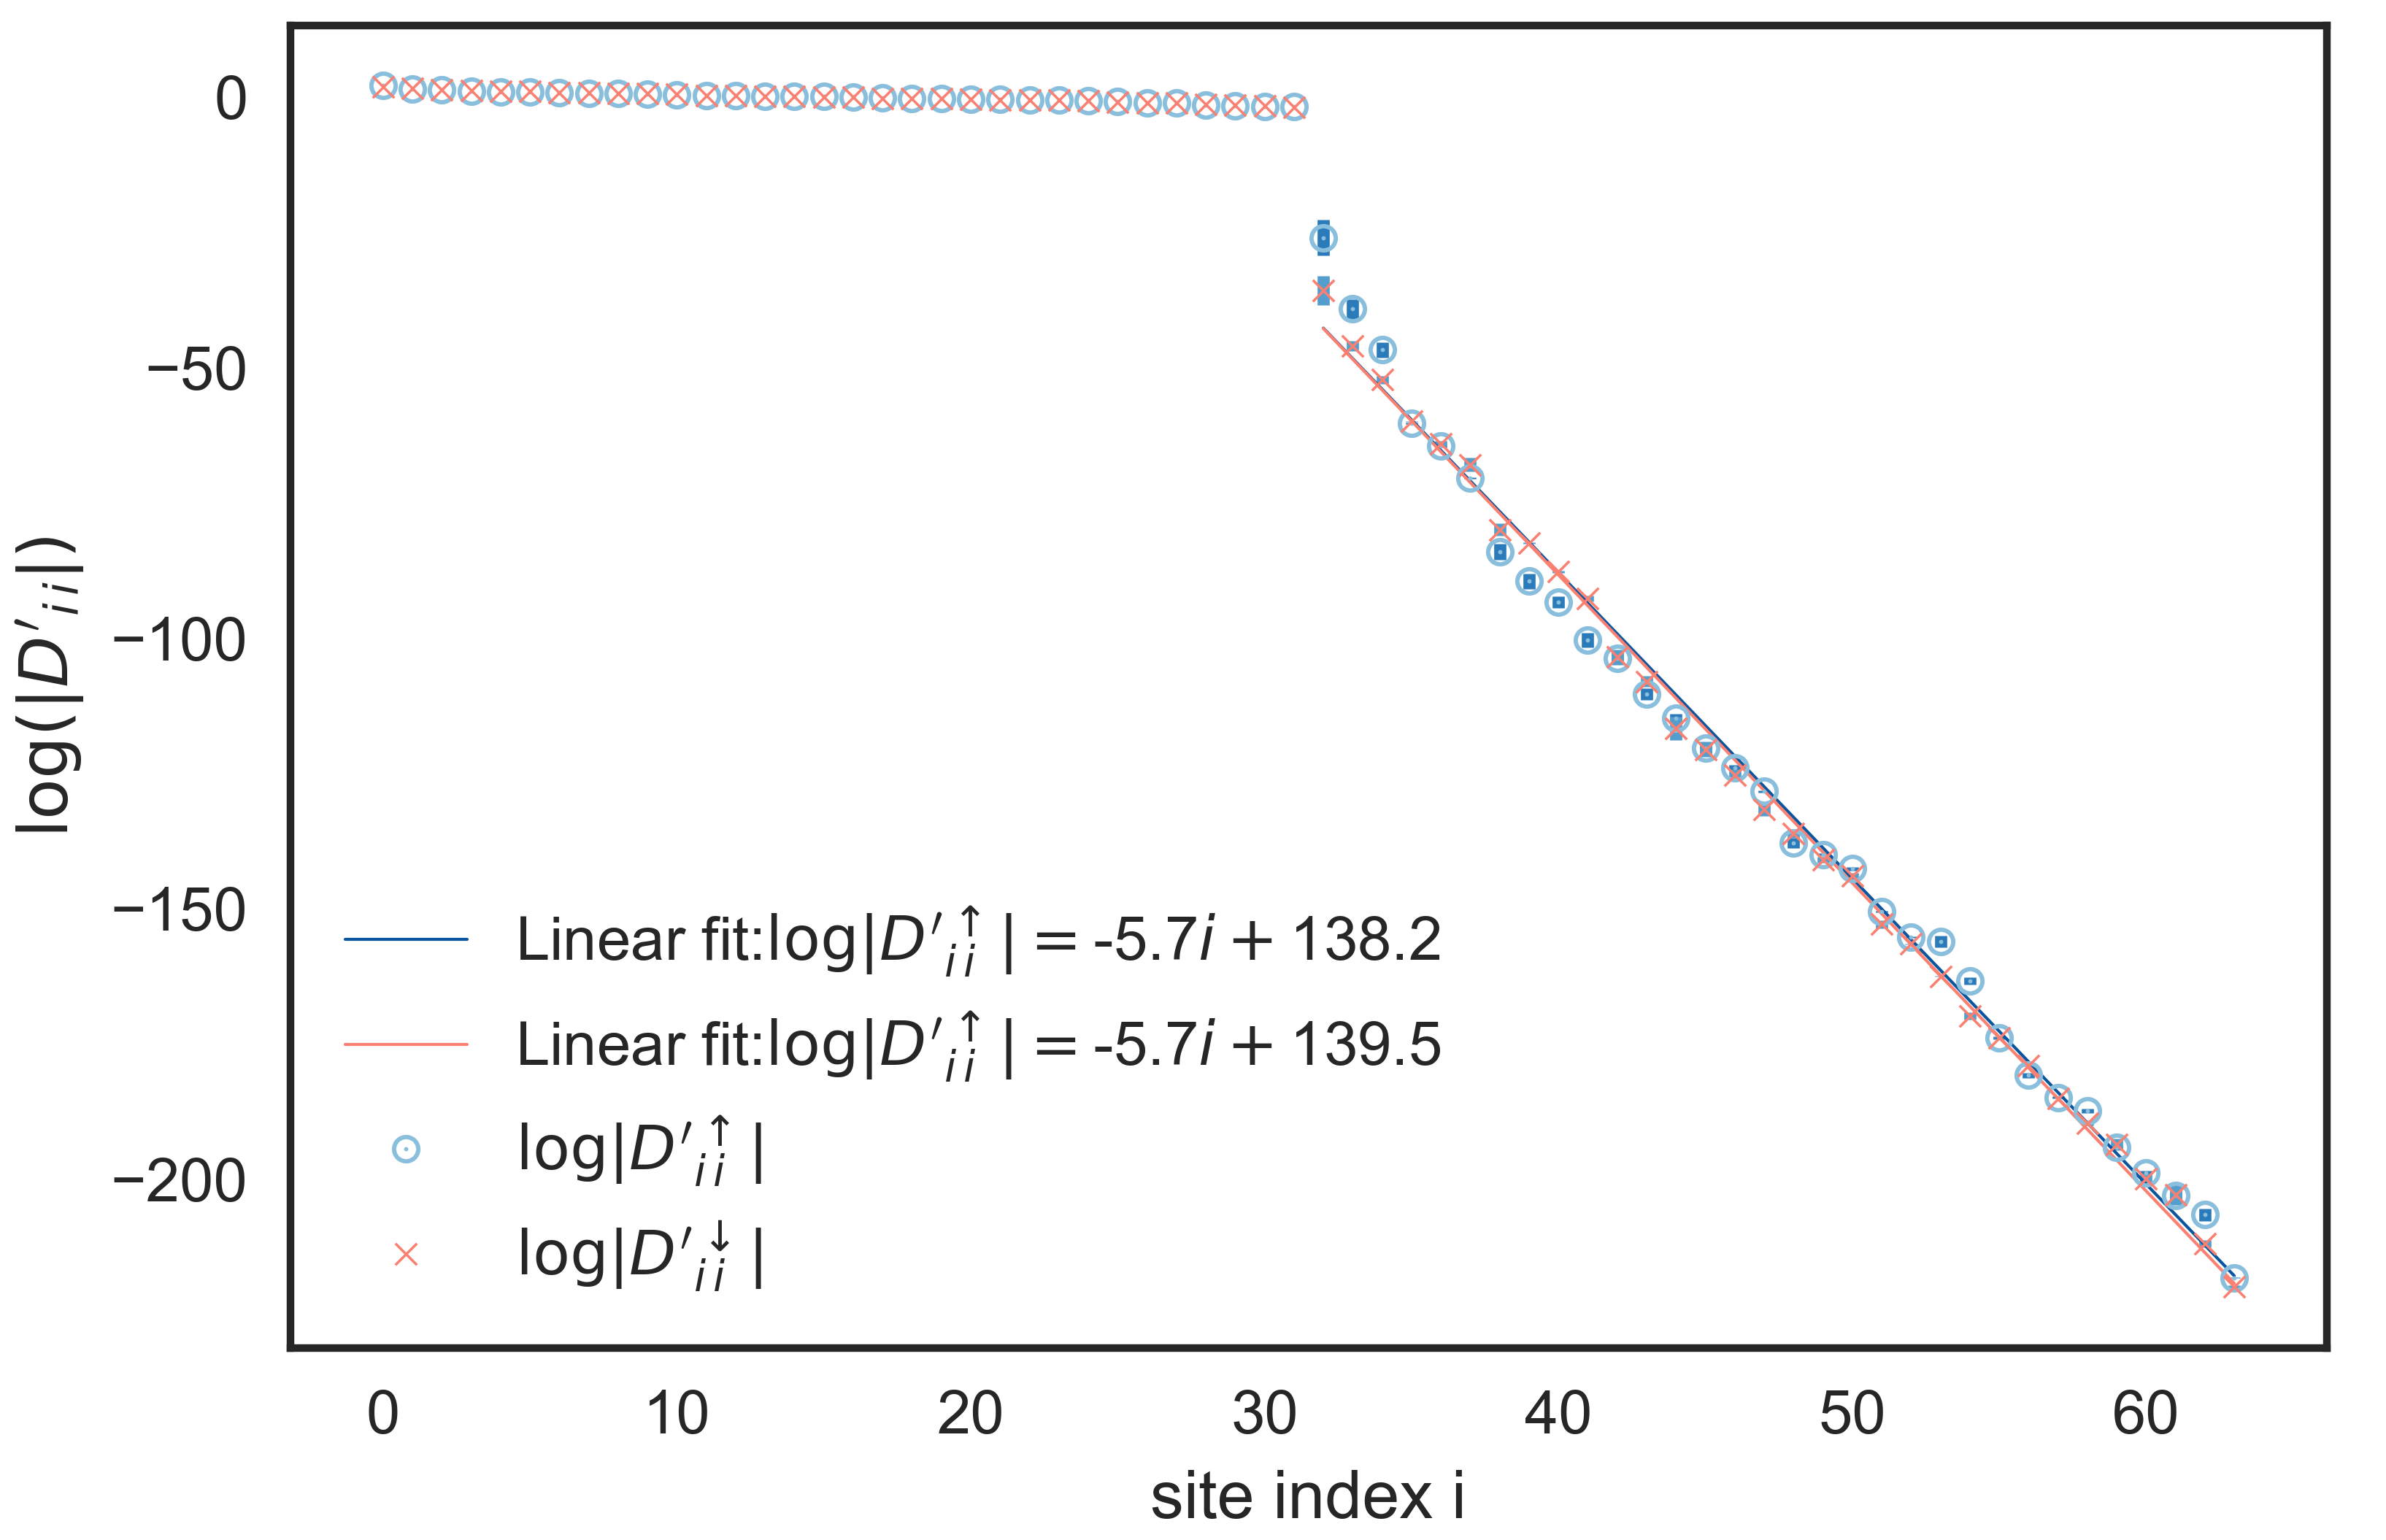 log(|D′ii|)
0
−50
−100
−150
−200
Linear fit:log|D′↑ii| = -5.7i + 138.2
Linear fit:log|D′↑ii| = -5.7i + 139.5
log|D′↑ii|
log|D′↓ii|
0 10 20 30 40 50 60
site index i